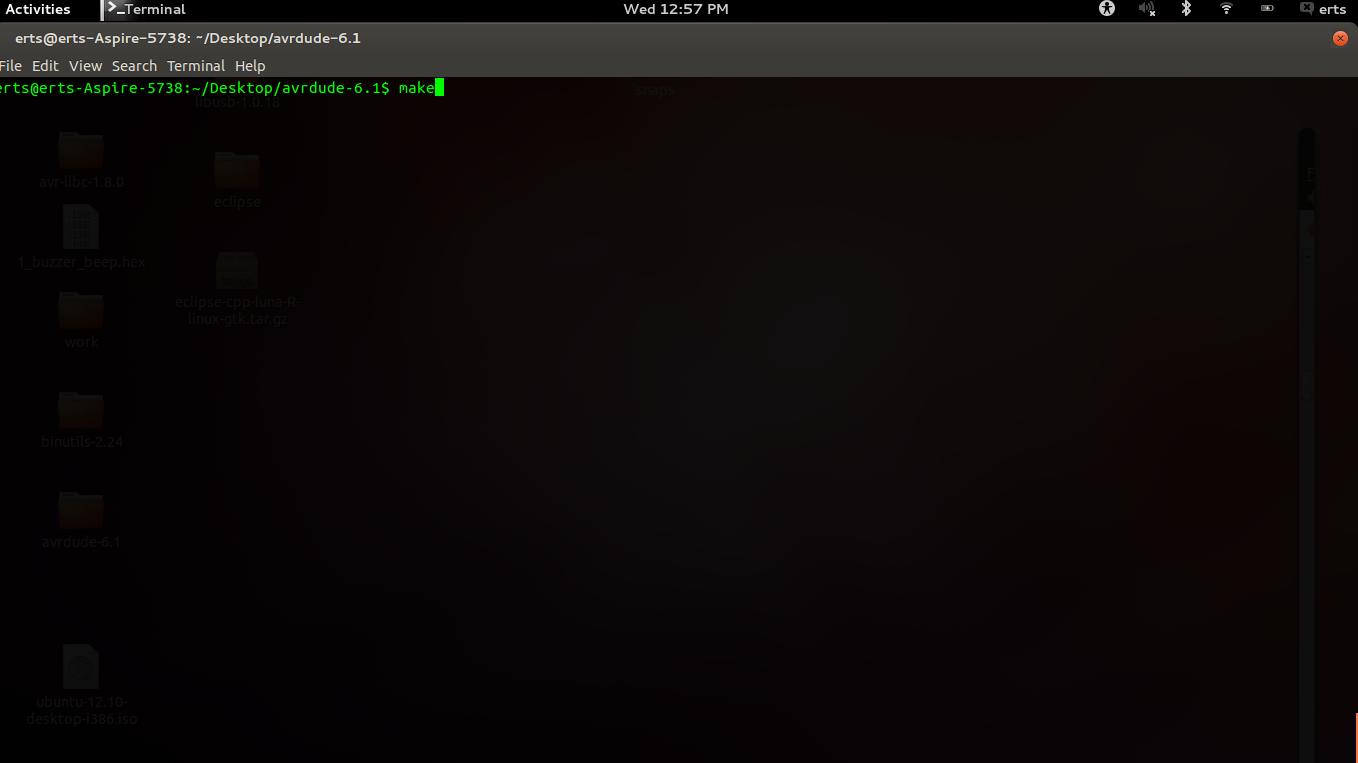 Activities Terminal Wed 12:57 PM erts
erts@erts-Aspire-5738: ~/Desktop/avrdude-6.1
File Edit View Search Terminal Help
erts@erts-Aspire-5738:~/Desktop/avrdude-6.1$ make
libusb-1.0.18
snaps
avr-libc-1.8.0
eclipse
1_buzzer_beep.hex
eclipse-cpp-luna-R-
linux-gtk.tar.gz
work
binutils-2.24
avrdude-6.1
ubuntu-12.10-
desktop-i386.iso